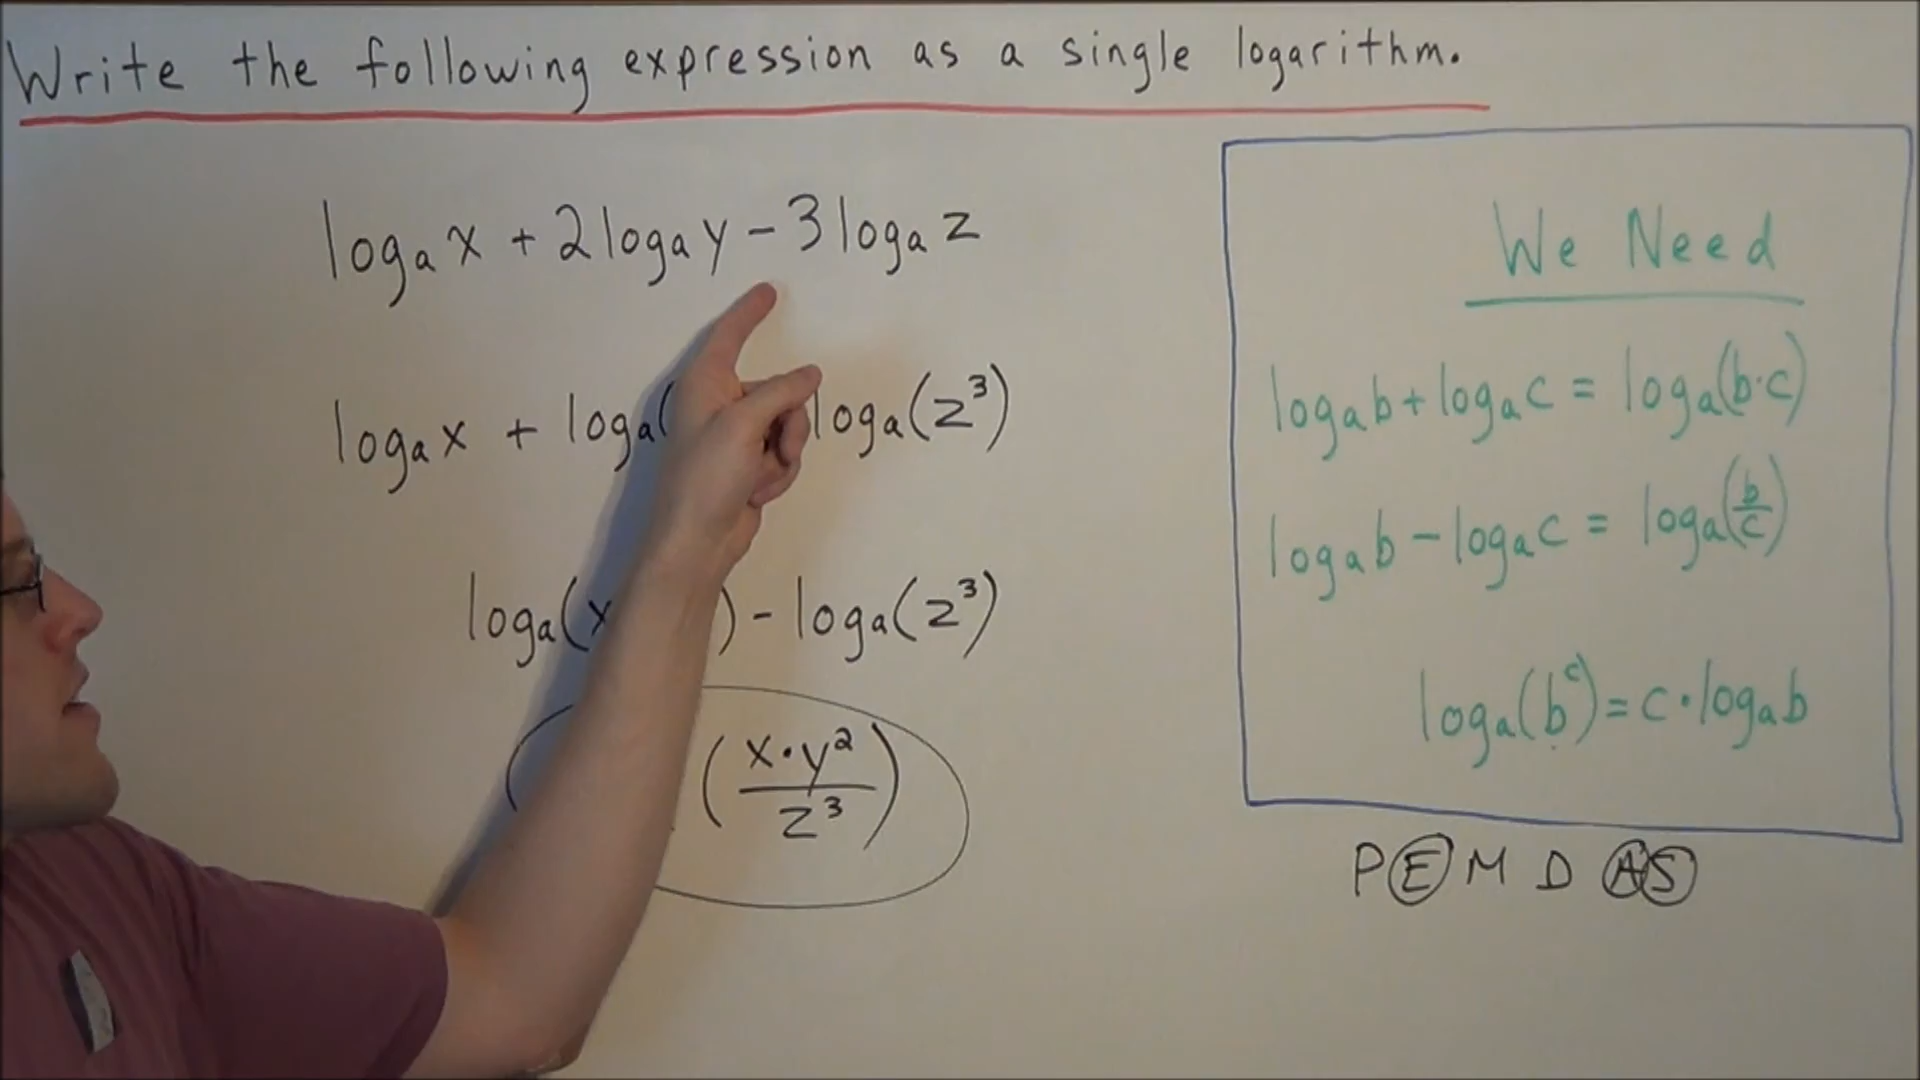 Write the following expression as a single logarithm.
logₐ x + 2 logₐ y − 3 logₐ z
logₐ x + logₐ( logₐ(z³)
logₐ(x ) − logₐ(z³)
(x·y²/z³)
We Need
logₐ b + logₐ c = logₐ(b·c)
logₐ b − logₐ c = logₐ(b/c)
logₐ(bᶜ) = c·logₐ b
P E M D A S